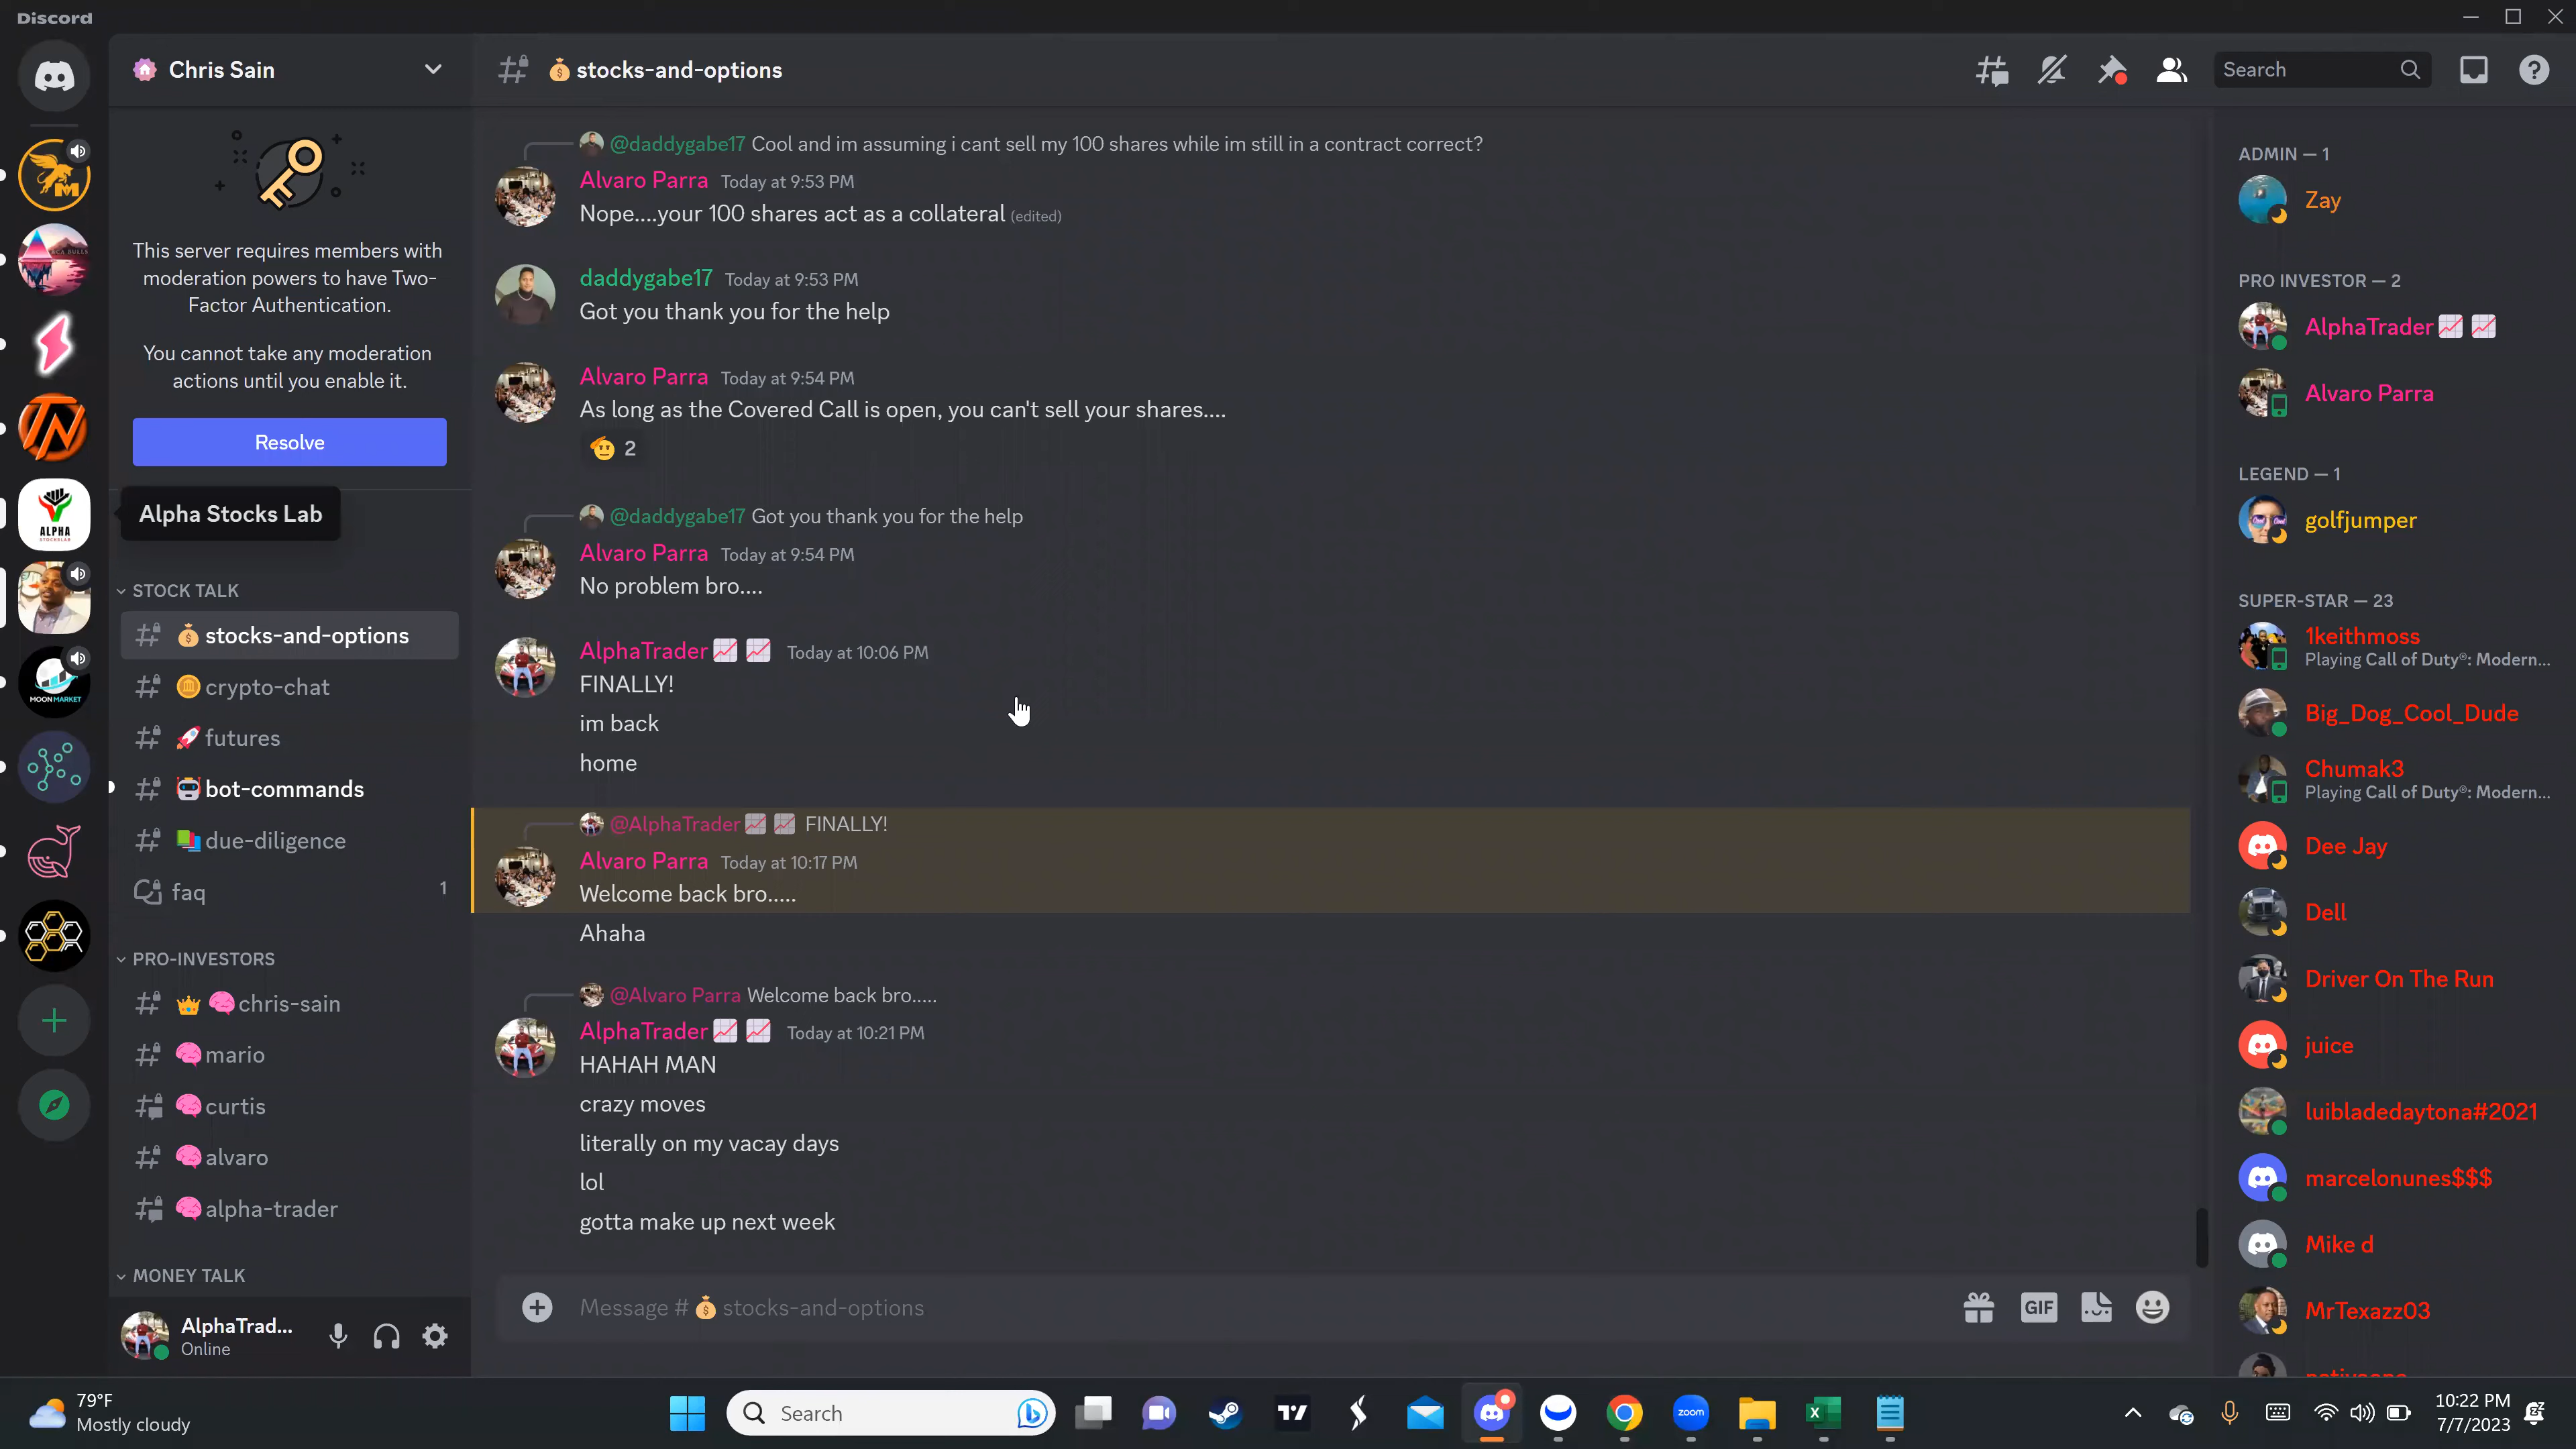 Discord
Chris Sain
stocks-and-options
Search
This server requires members with
moderation powers to have Two-
Factor Authentication.
You cannot take any moderation
actions until you enable it.
Resolve
Alpha Stocks Lab
ALPHA
MOON MARKET
STOCK TALK
stocks-and-options
crypto-chat
futures
bot-commands
due-diligence
faq
1
PRO-INVESTORS
chris-sain
mario
curtis
alvaro
alpha-trader
MONEY TALK
AlphaTrad...
Online
@daddygabe17 Cool and im assuming i cant sell my 100 shares while im still in a contract correct?
Alvaro Parra Today at 9:53 PM
Nope....your 100 shares act as a collateral (edited)
daddygabe17 Today at 9:53 PM
Got you thank you for the help
Alvaro Parra Today at 9:54 PM
As long as the Covered Call is open, you can't sell your shares....
2
@daddygabe17 Got you thank you for the help
Alvaro Parra Today at 9:54 PM
No problem bro....
AlphaTrader Today at 10:06 PM
FINALLY!
im back
home
@AlphaTrader FINALLY!
Alvaro Parra Today at 10:17 PM
Welcome back bro.....
Ahaha
@Alvaro Parra Welcome back bro.....
AlphaTrader Today at 10:21 PM
HAHAH MAN
crazy moves
literally on my vacay days
lol
gotta make up next week
Message # stocks-and-options
GIF
ADMIN — 1
Zay
PRO INVESTOR — 2
AlphaTrader
Alvaro Parra
LEGEND — 1
golfjumper
SUPER-STAR — 23
1keithmoss
Playing Call of Duty®: Modern...
Big_Dog_Cool_Dude
Chumak3
Playing Call of Duty®: Modern...
Dee Jay
Dell
Driver On The Run
juice
luibladedaytona#2021
marcelonunes$$$
Mike d
MrTexazz03
79°F
Mostly cloudy
Search
zoom
10:22 PM
7/7/2023